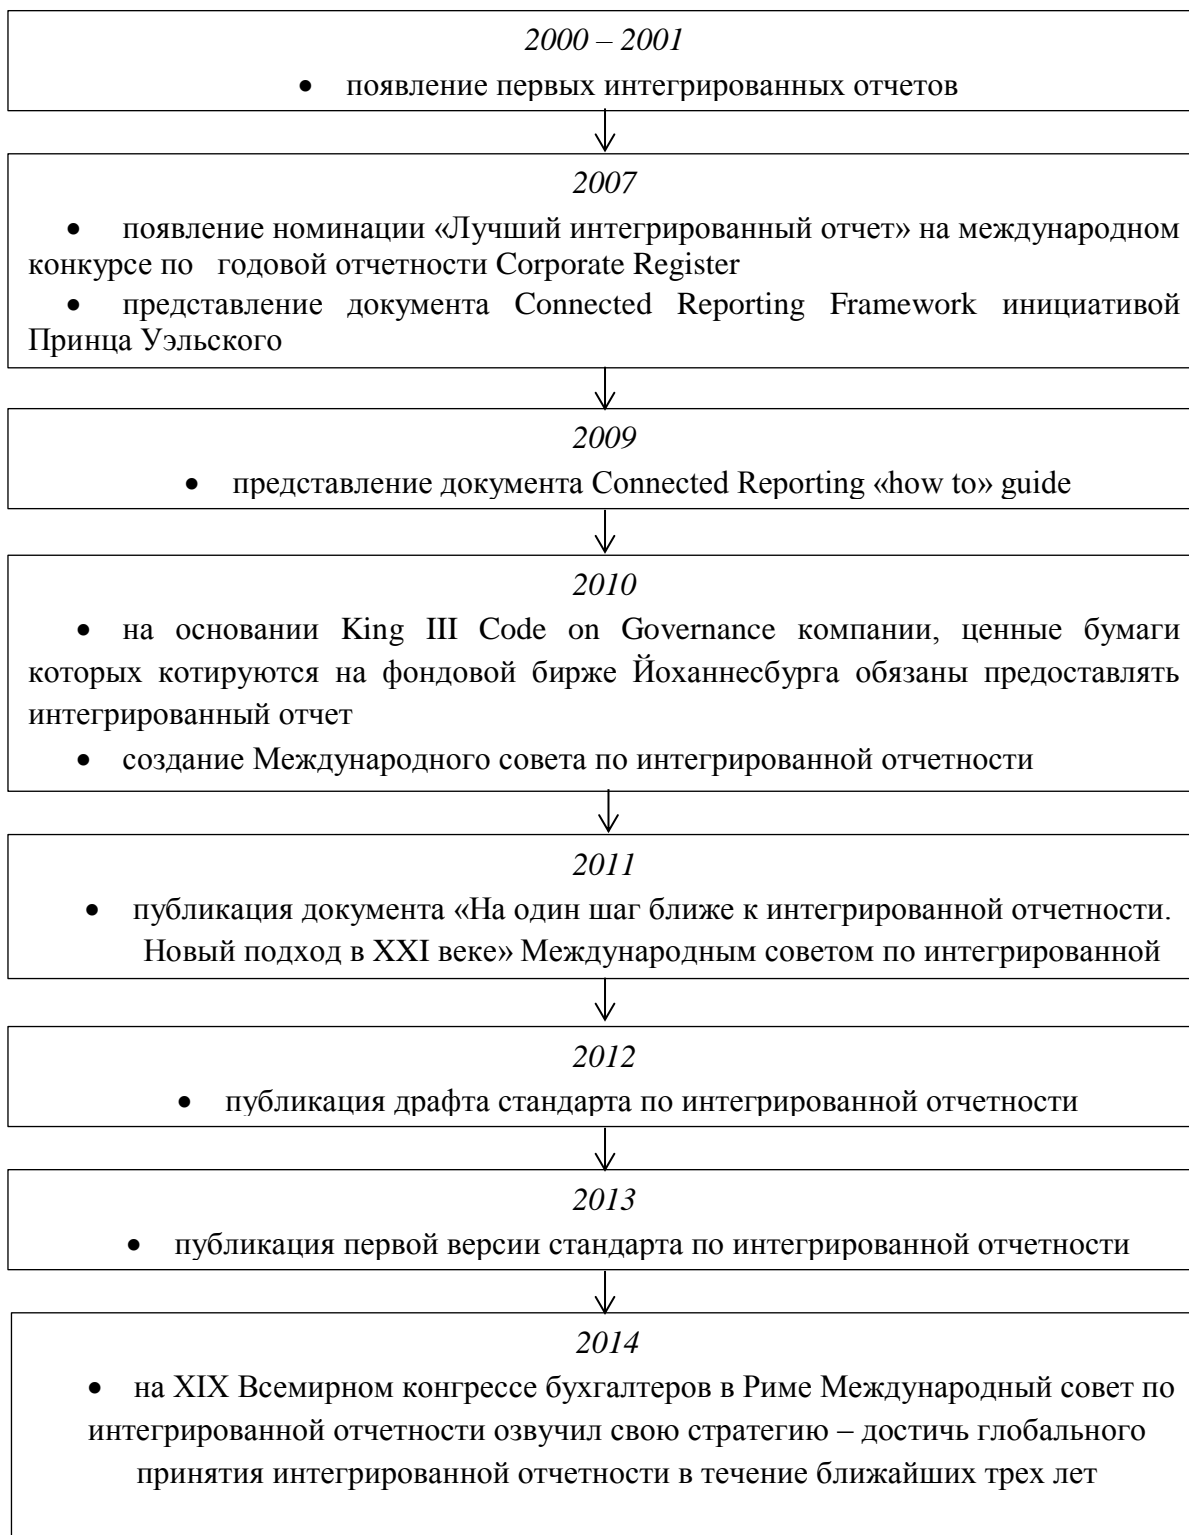 2000 – 2001
• появление первых интегрированных отчетов
2007
• появление номинации «Лучший интегрированный отчет» на международном
конкурсе по годовой отчетности Corporate Register
• представление документа Connected Reporting Framework инициативой
Принца Уэльского
2009
• представление документа Connected Reporting «how to» guide
2010
• на основании King III Code on Governance компании, ценные бумаги
которых котируются на фондовой бирже Йоханнесбурга обязаны предоставлять
интегрированный отчет
• создание Международного совета по интегрированной отчетности
2011
• публикация документа «На один шаг ближе к интегрированной отчетности.
Новый подход в XXI веке» Международным советом по интегрированной
2012
• публикация драфта стандарта по интегрированной отчетности
2013
• публикация первой версии стандарта по интегрированной отчетности
2014
• на XIX Всемирном конгрессе бухгалтеров в Риме Международный совет по
интегрированной отчетности озвучил свою стратегию – достичь глобального
принятия интегрированной отчетности в течение ближайших трех лет